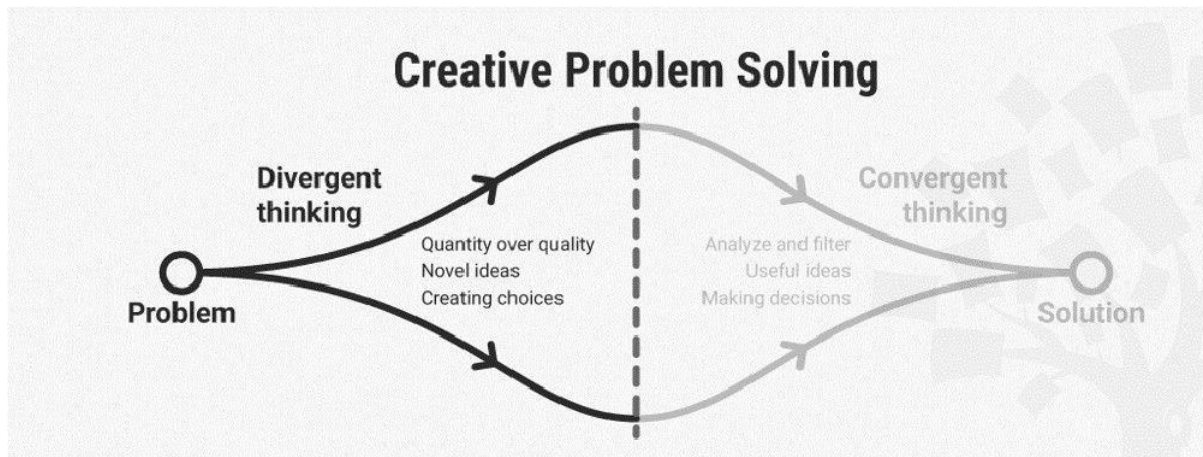 Creative Problem Solving
Divergent
thinking
Quantity over quality
Novel ideas
Creating choices
Problem
Convergent
thinking
Analyze and filter
Useful ideas
Making decisions
Solution